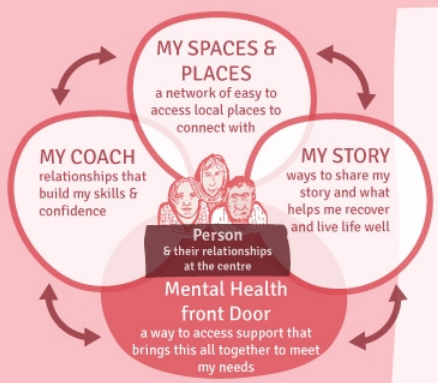 MY SPACES &
PLACES
a network of easy to
access local places to
connect with
MY COACH
relationships that
build my skills &
confidence
MY STORY
ways to share my
story and what
helps me recover
and live life well
Person
& their relationships
at the centre
Mental Health
front Door
a way to access support that
brings this all together to meet
my needs